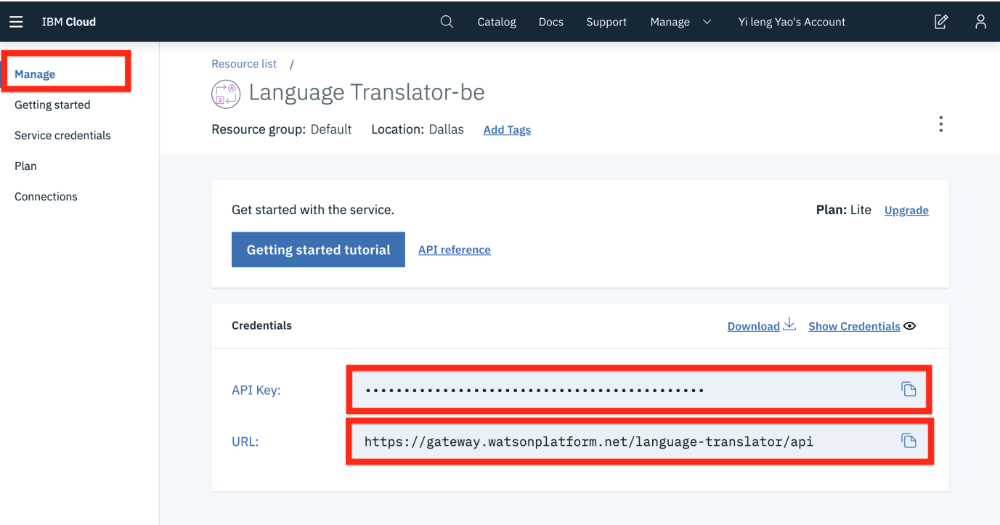 IBM Cloud Catalog Docs Support Manage Yi leng Yao's Account
Manage
Getting started
Service credentials
Plan
Connections
Resource list /
Language Translator-be
Resource group: Default Location: Dallas Add Tags
Get started with the service. Plan: Lite Upgrade
Getting started tutorial API reference
Credentials Download Show Credentials
API Key: ••••••••••••••••••••••••••••••••••••••••••••
URL: https://gateway.watsonplatform.net/language-translator/api